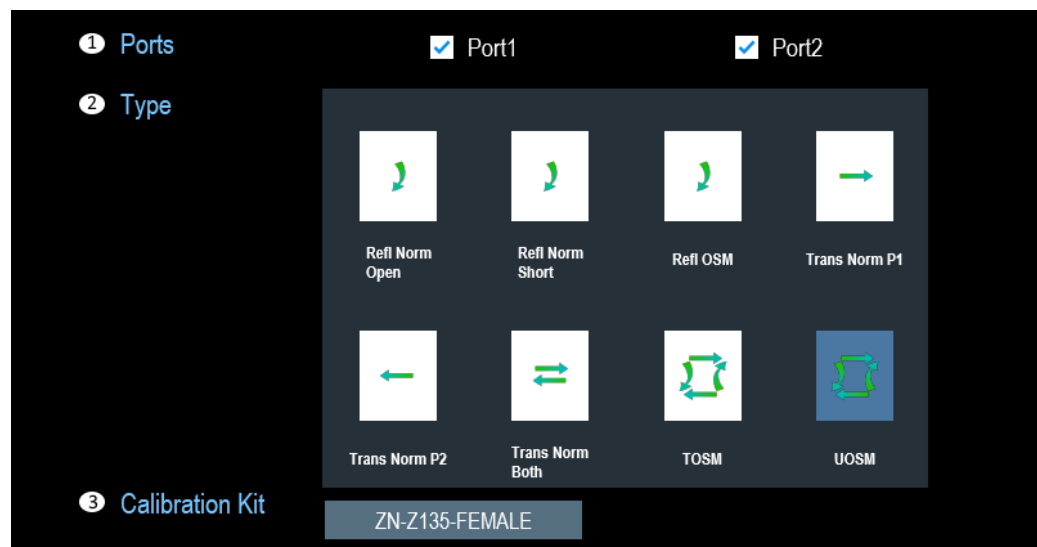 1 Ports
Port1
Port2
2 Type
Refl Norm
Open
Refl Norm
Short
Refl OSM
Trans Norm P1
Trans Norm P2
Trans Norm
Both
TOSM
UOSM
3 Calibration Kit
ZN-Z135-FEMALE